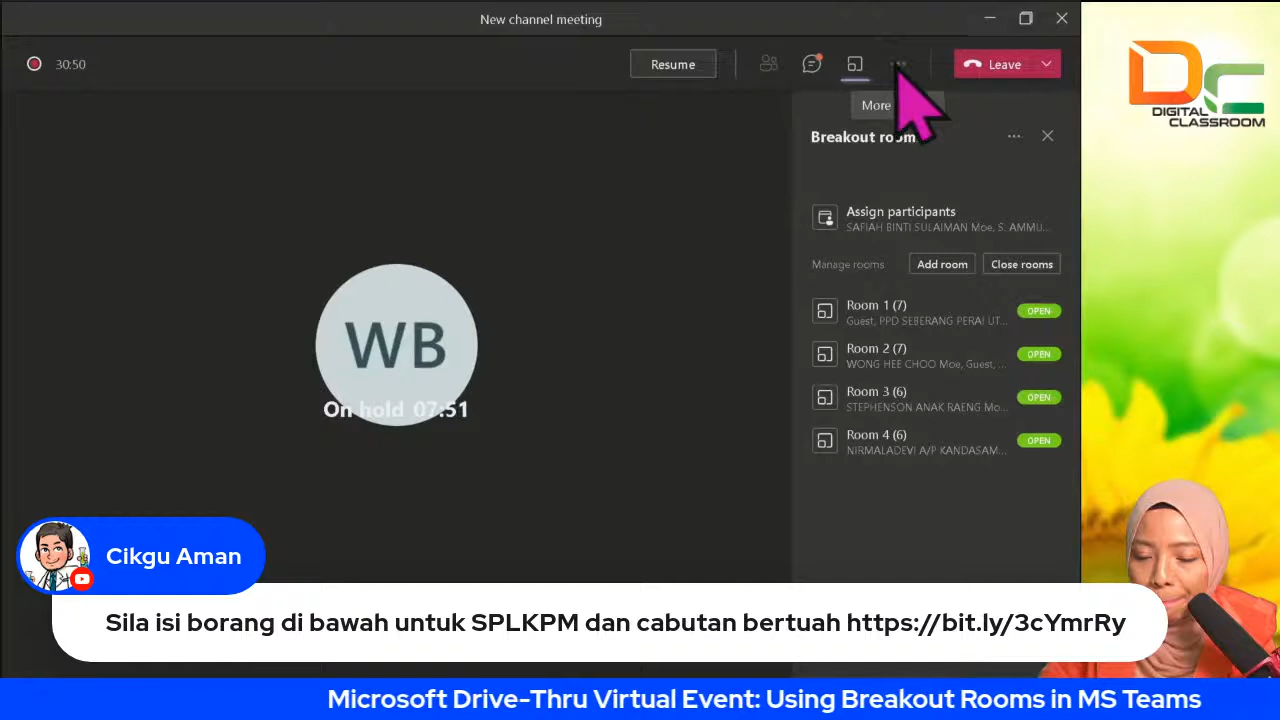 New channel meeting
30:50
Resume
Leave
More
DIGITAL
CLASSROOM
Breakout room
Assign participants
SAFIAH BINTI SULAIMAN Moe, S. AMMU...
Manage rooms
Add room
Close rooms
Room 1 (7)
Guest, PPD SEBERANG PERAI UT...
OPEN
Room 2 (7)
WONG HEE CHOO Moe, Guest, ...
OPEN
Room 3 (6)
STEPHENSON ANAK RAENG Mo...
OPEN
Room 4 (6)
NIRMALADEVI A/P KANDASAM...
OPEN
WB
On hold 07:51
Cikgu Aman
Sila isi borang di bawah untuk SPLKPM dan cabutan bertuah https://bit.ly/3cYmrRy
Microsoft Drive-Thru Virtual Event: Using Breakout Rooms in MS Teams